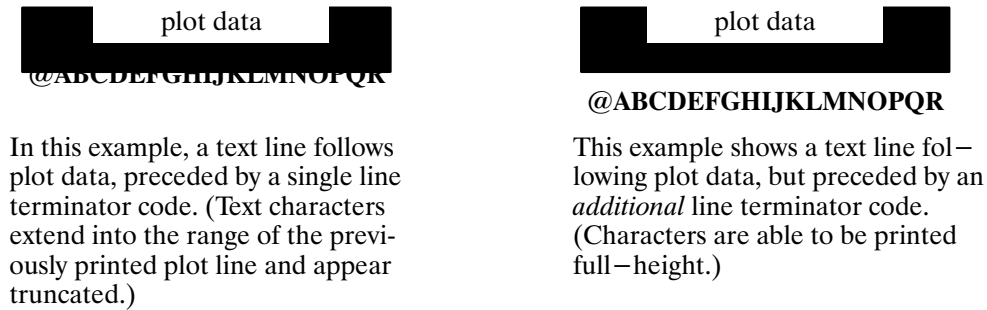 plot data
@ABCDEFGHIJKLMNOPQR
In this example, a text line follows
plot data, preceded by a single line
terminator code. (Text characters
extend into the range of the previ-
ously printed plot line and appear
truncated.)
plot data
@ABCDEFGHIJKLMNOPQR
This example shows a text line fol−
lowing plot data, but preceded by an
additional line terminator code.
(Characters are able to be printed
full−height.)